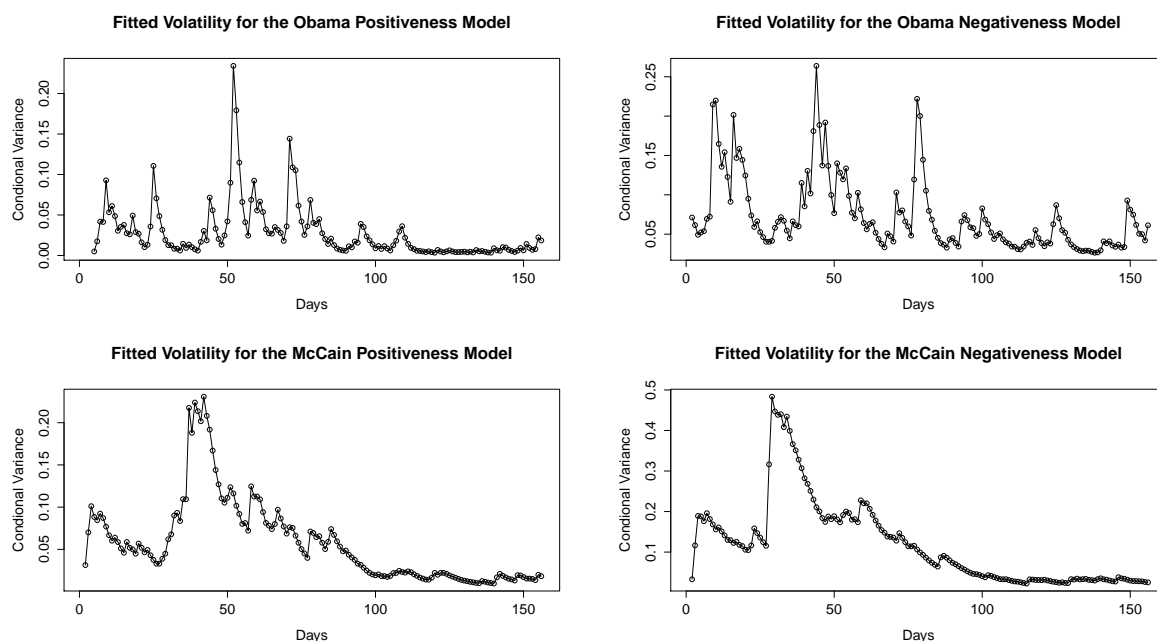 Fitted Volatility for the Obama Positiveness Model
Condional Variance
0.00 0.05 0.10 0.15 0.20
0 50 100 150
Days
Fitted Volatility for the Obama Negativeness Model
Condional Variance
0.05 0.15 0.25
0 50 100 150
Days
Fitted Volatility for the McCain Positiveness Model
Condional Variance
0.05 0.10 0.15 0.20
0 50 100 150
Days
Fitted Volatility for the McCain Negativeness Model
Condional Variance
0.1 0.2 0.3 0.4 0.5
0 50 100 150
Days